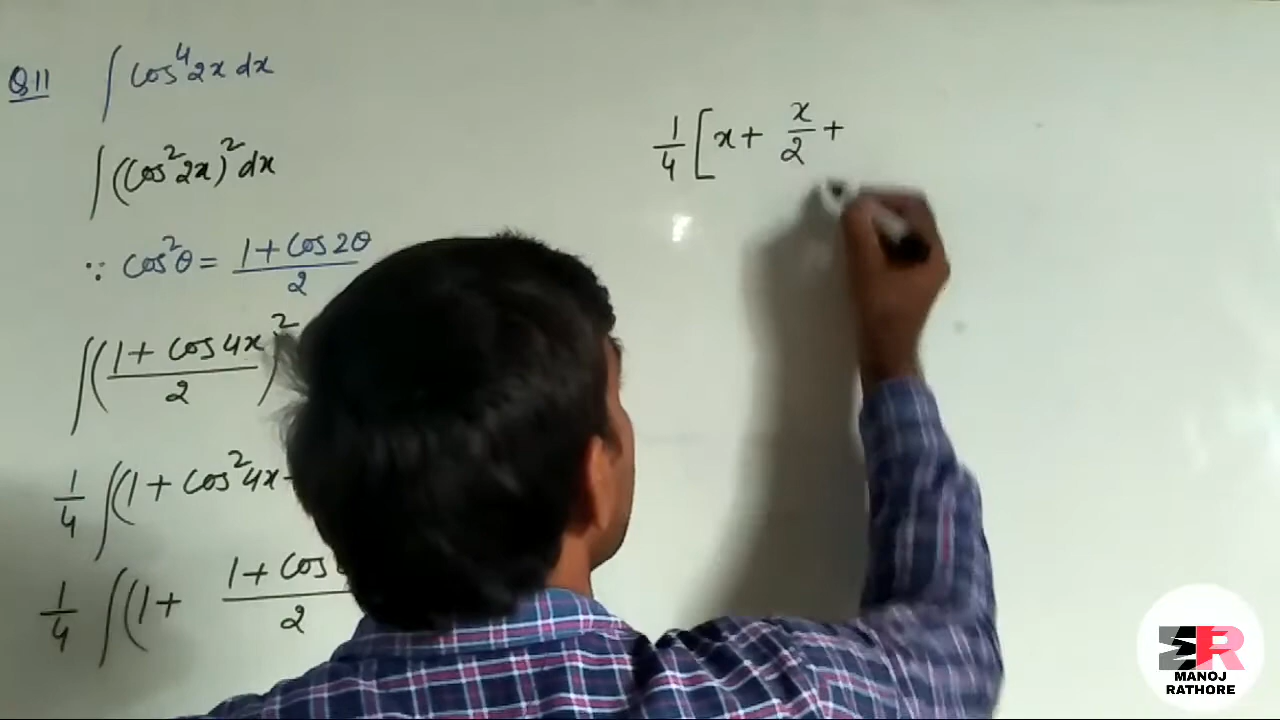 Q11 ∫ cos⁴2x dx
∫ (cos²2x)² dx
∵ cos²θ = (1 + cos2θ)/2
∫ ((1 + cos4x)/2)²
1/4 ∫ (1 + cos²4x
1/4 ∫ (1 + (1 + cos)/2
1/4 [x + x/2 +
MANOJ
RATHORE